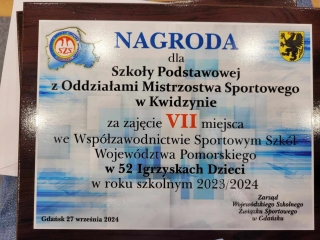 SZS
NAGRODA
dla
Szkoły Podstawowej
z Oddziałami Mistrzostwa Sportowego
w Kwidzynie
za zajęcie VII miejsca
we Współzawodnictwie Sportowym Szkół
Województwa Pomorskiego
w 52 Igrzyskach Dzieci
w roku szkolnym 2023/2024
Zarząd
Wojewódzkiego Szkolnego
Związku Sportowego
w Gdańsku
Gdańsk 27 września 2024